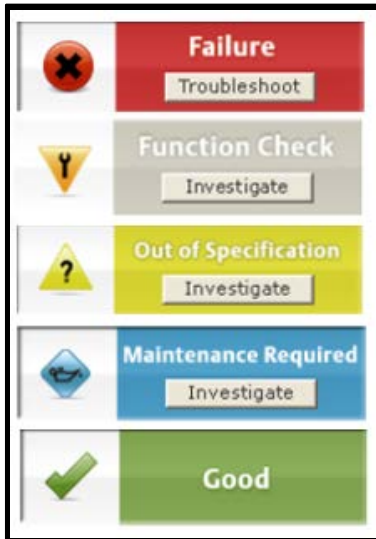 Failure
Troubleshoot
Function Check
Investigate
Out of Specification
Investigate
?
Maintenance Required
Investigate
Good